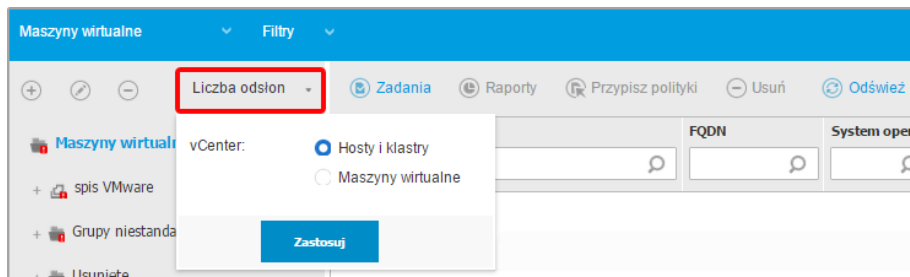 Maszyny wirtualne Filtry
Liczba odsłon Zadania Raporty Przypisz polityki Usuń Odśwież
FQDN System oper
Maszyny wirtualn vCenter: Hosty i klastry
Maszyny wirtualne
spis VMware
Grupy niestanda
Zastosuj
Usunięte